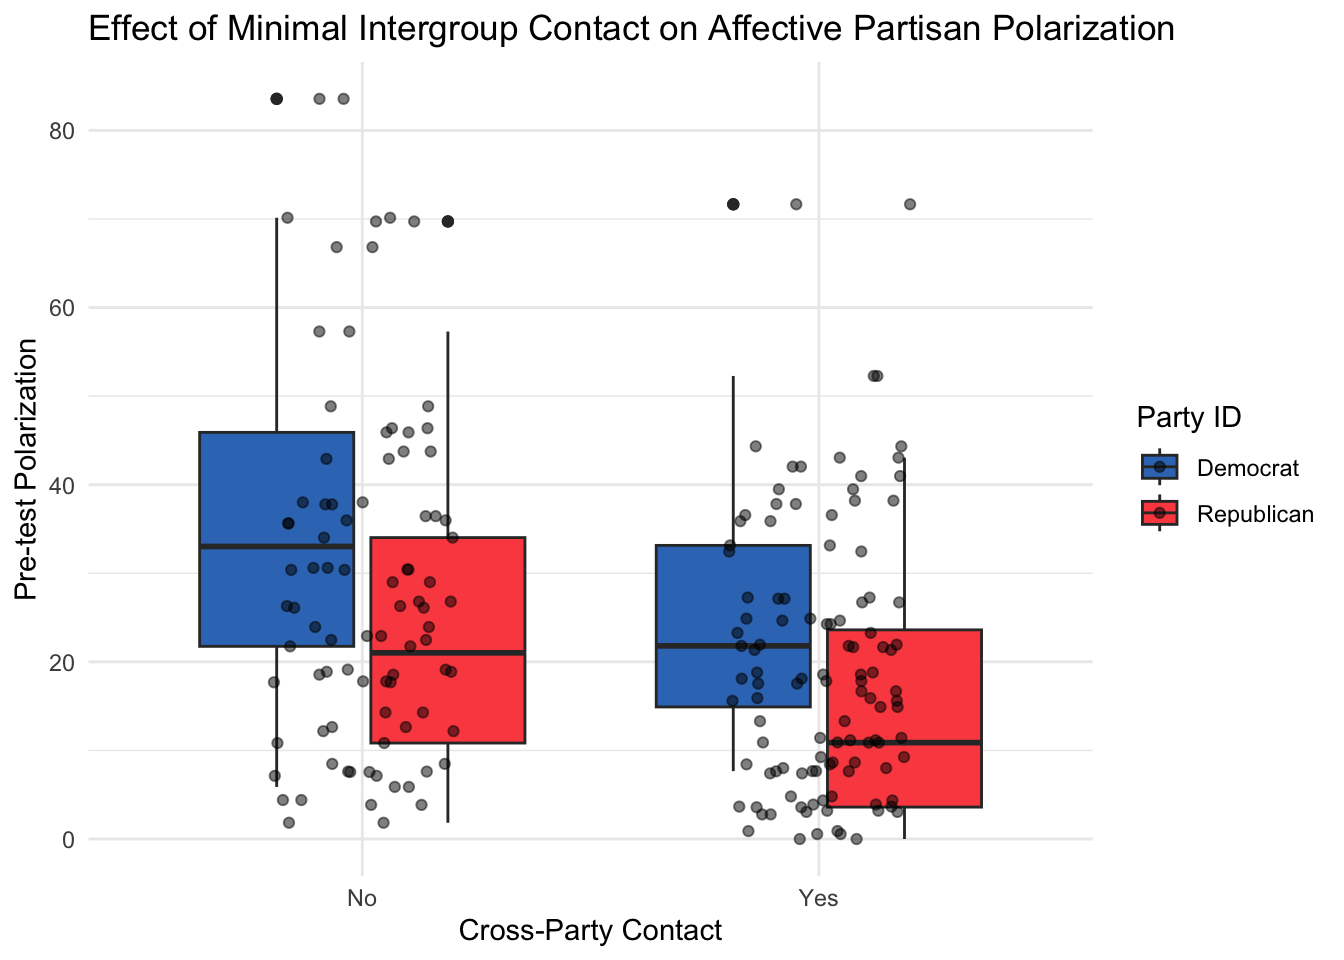 Effect of Minimal Intergroup Contact on Affective Partisan Polarization
80
60
40
20
0
Pre-test Polarization
No
Yes
Cross-Party Contact
Party ID
Democrat
Republican